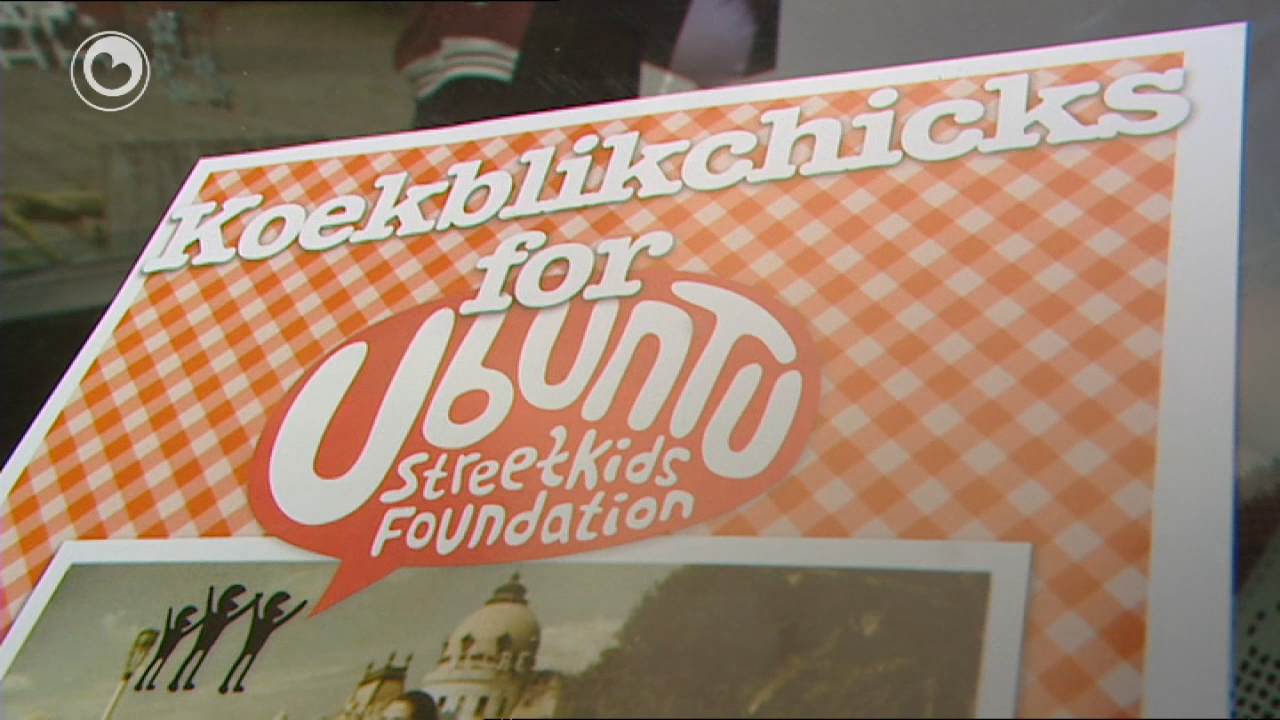 Koekblikchicks
for
Ubuntu
Streetkids
Foundation